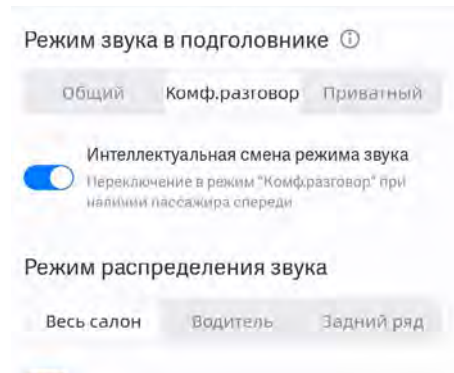 Режим звука в подголовнике
Общий Комф.разговор Приватный
Интеллектуальная смена режима звука
Переключение в режим "Комф.разговор" при
наличии пассажира спереди
Режим распределения звука
Весь салон Водитель Задний ряд